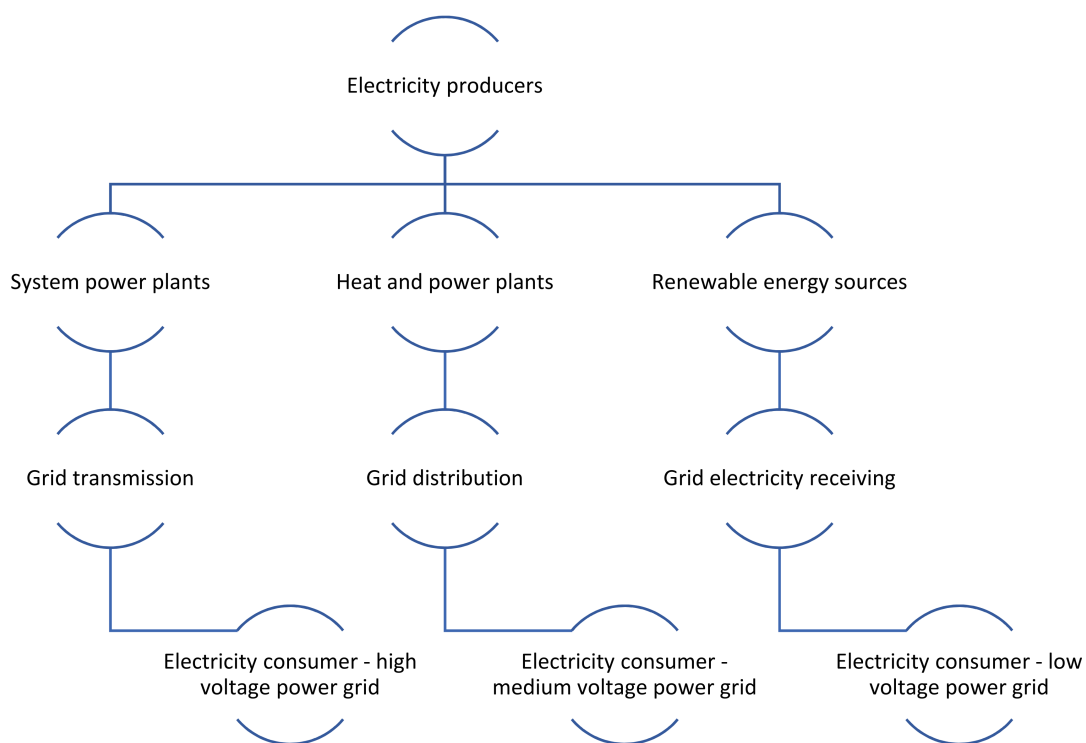 Electricity producers
System power plants
Heat and power plants
Renewable energy sources
Grid transmission
Grid distribution
Grid electricity receiving
Electricity consumer - high
voltage power grid
Electricity consumer -
medium voltage power grid
Electricity consumer - low
voltage power grid